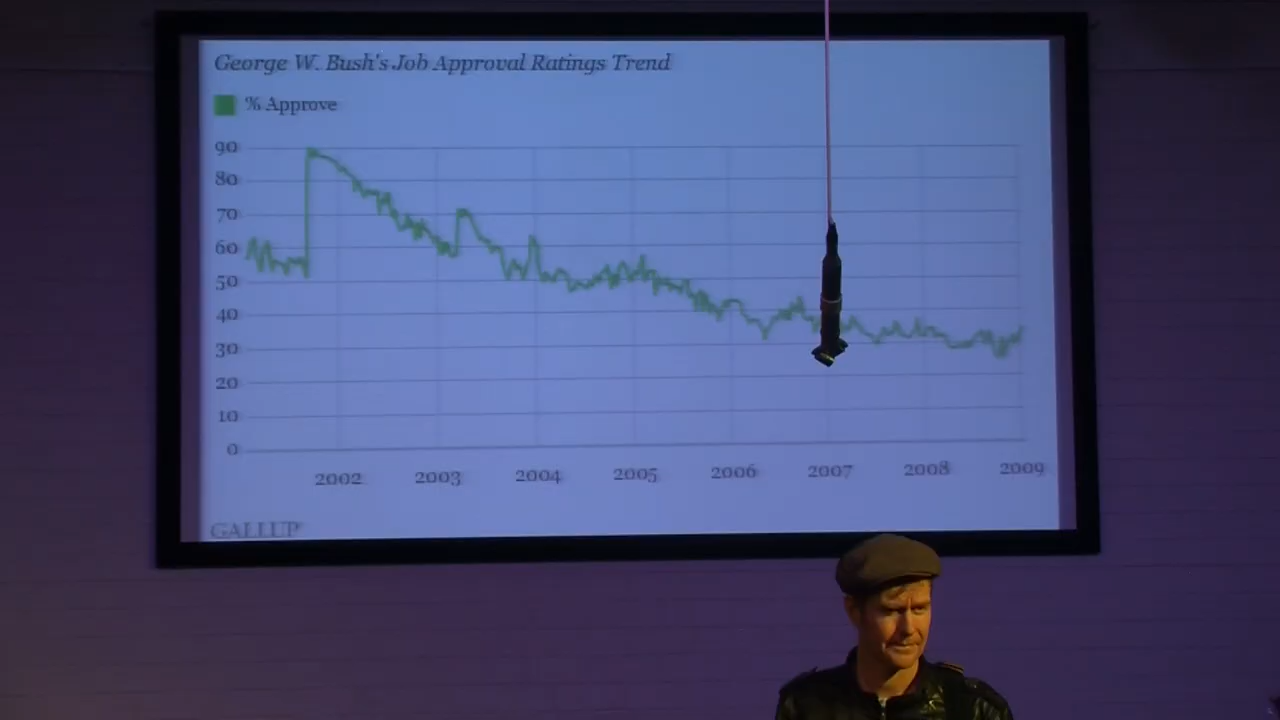 George W. Bush's Job Approval Ratings Trend
% Approve
90
80
70
60
50
40
30
20
10
0
2002 2003 2004 2005 2006 2007 2008 2009
GALLUP